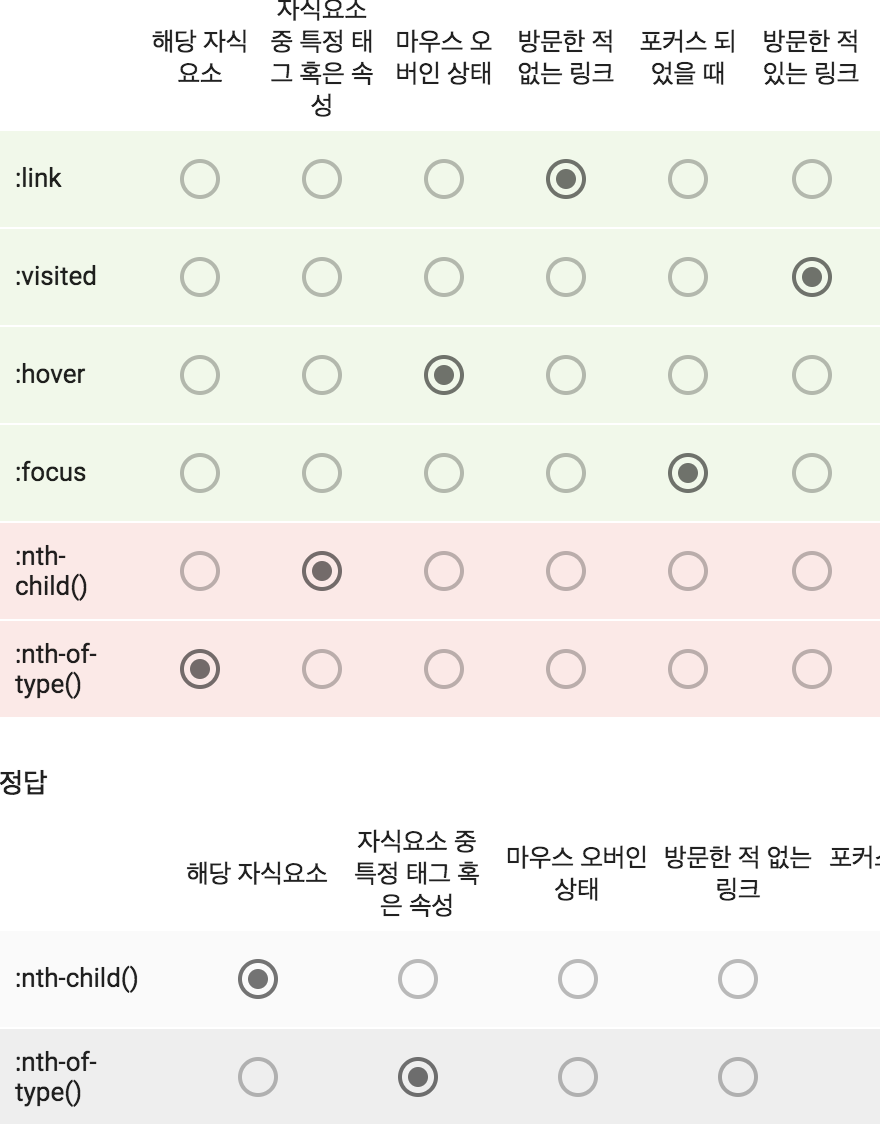 자식요소
해당 자식 중 특정 태 마우스 오 방문한 적 포커스 되 방문한 적
요소 그 혹은 속 버인 상태 없는 링크 었을 때 있는 링크
성
:link
:visited
:hover
:focus
:nth-
child()
:nth-of-
type()
정답
자식요소 중
해당 자식요소 특정 태그 혹 마우스 오버인 방문한 적 없는
은 속성 상태 링크
:nth-child()
:nth-of-
type()